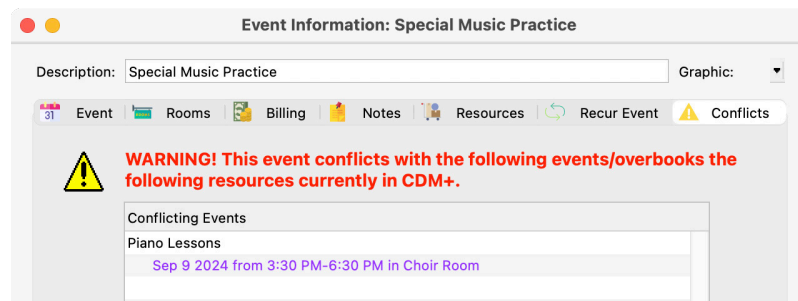 Event Information: Special Music Practice
Description: Special Music Practice Graphic:
31 Event Rooms Billing Notes Resources Recur Event Conflicts
WARNING! This event conflicts with the following events/overbooks the
following resources currently in CDM+.
Conflicting Events
Piano Lessons
Sep 9 2024 from 3:30 PM-6:30 PM in Choir Room